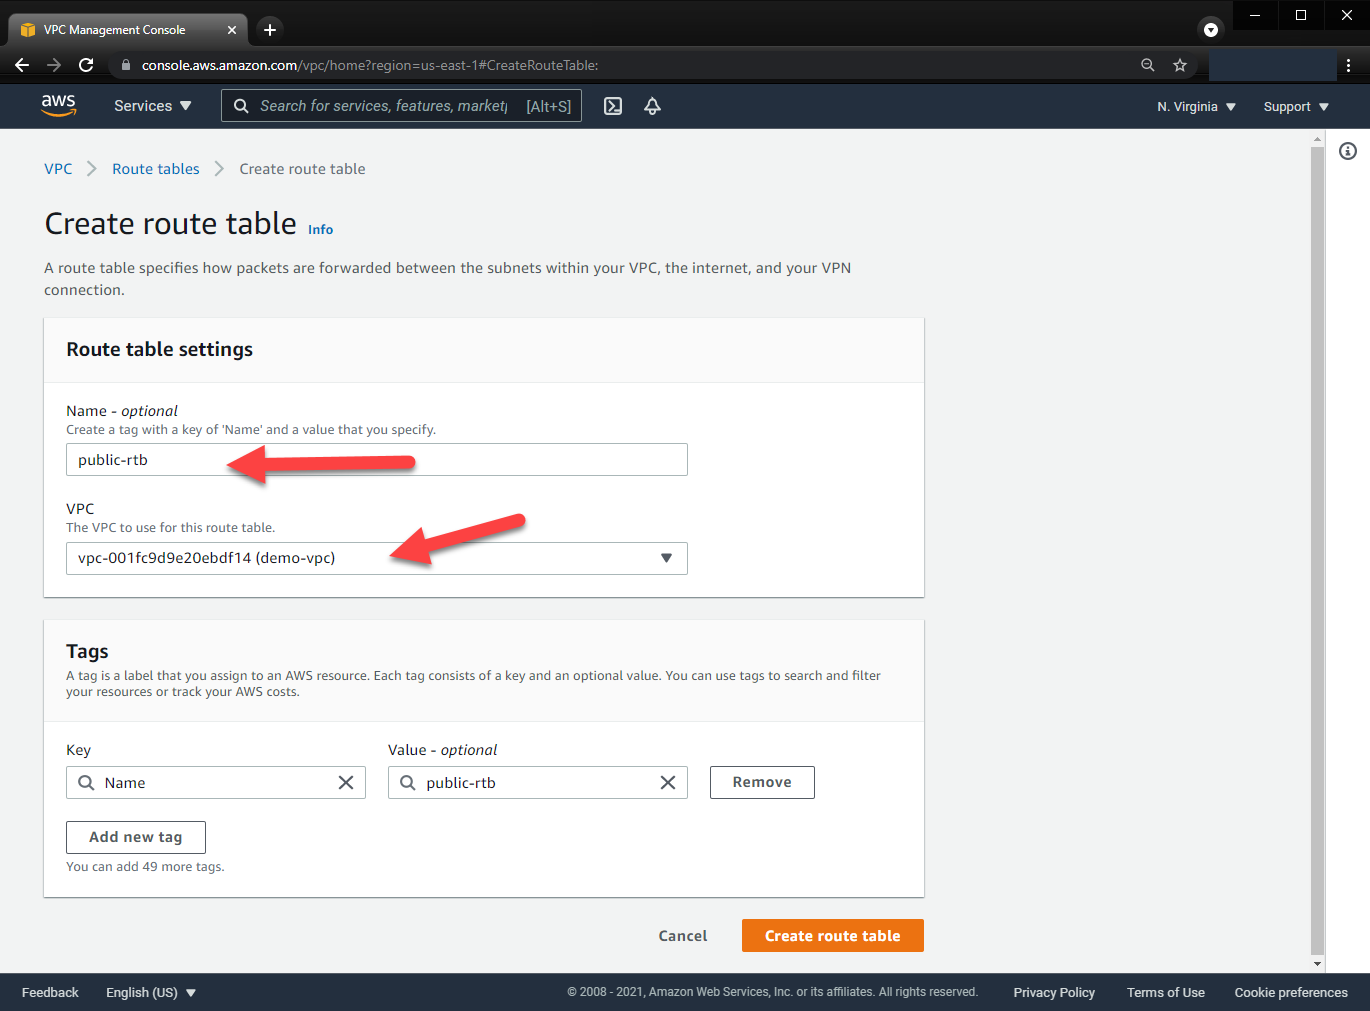 VPC Management Console
console.aws.amazon.com/vpc/home?region=us-east-1#CreateRouteTable:
aws
Services
Search for services, features, market [Alt+S]
N. Virginia
Support
VPC
Route tables
Create route table
Create route table Info
A route table specifies how packets are forwarded between the subnets within your VPC, the internet, and your VPN
connection.
Route table settings
Name - optional
Create a tag with a key of 'Name' and a value that you specify.
public-rtb
VPC
The VPC to use for this route table.
vpc-001fc9d9e20ebdf14 (demo-vpc)
Tags
A tag is a label that you assign to an AWS resource. Each tag consists of a key and an optional value. You can use tags to search and filter
your resources or track your AWS costs.
Key
Value - optional
Name
public-rtb
Remove
Add new tag
You can add 49 more tags.
Cancel
Create route table
Feedback
English (US)
© 2008 - 2021, Amazon Web Services, Inc. or its affiliates. All rights reserved.
Privacy Policy
Terms of Use
Cookie preferences